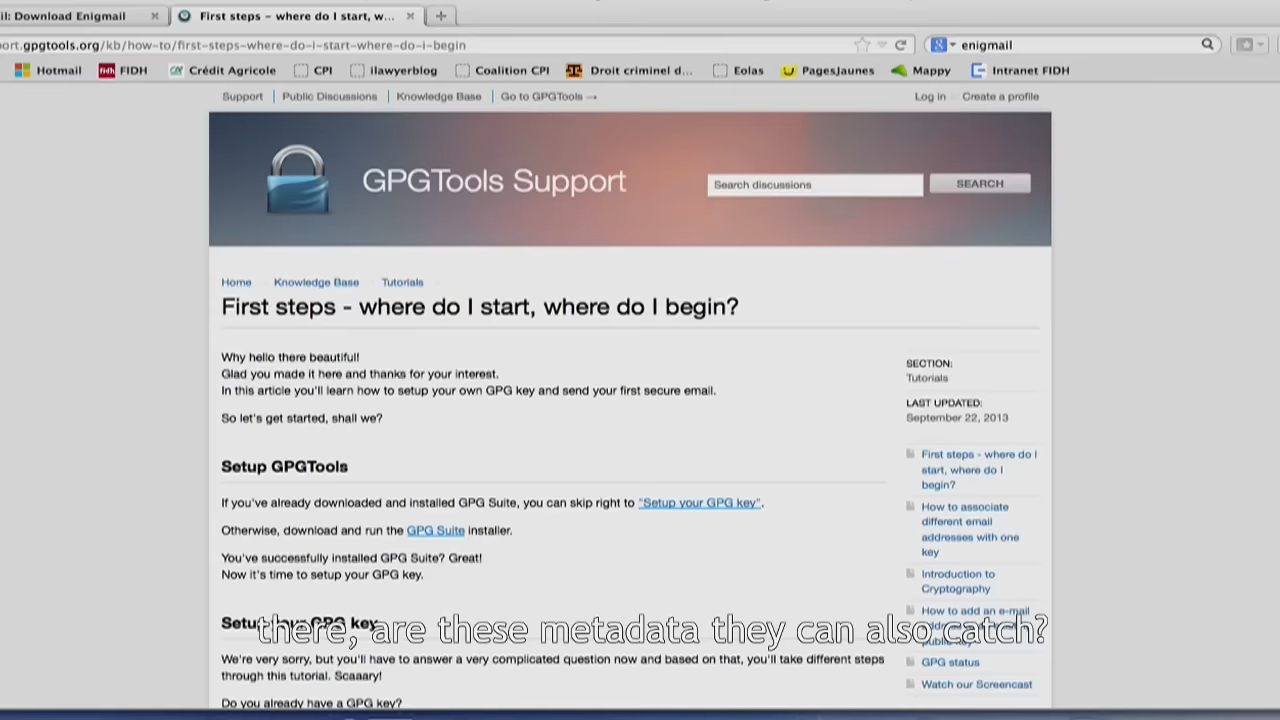 il: Download Enigmail
First steps – where do I start, w...
ort.gpgtools.org/kb/how-to/first-steps-where-do-i-start-where-do-i-begin
enigmail
Hotmail
fidh FIDH
Crédit Agricole
CPI
ilawyerblog
Coalition CPI
Droit criminel d...
Eolas
PagesJaunes
Mappy
Intranet FIDH
Support
Public Discussions
Knowledge Base
Go to GPGTools →
Log in
Create a profile
GPGTools Support
Search discussions
SEARCH
Home
Knowledge Base
Tutorials
First steps - where do I start, where do I begin?
Why hello there beautiful!
Glad you made it here and thanks for your interest.
In this article you'll learn how to setup your own GPG key and send your first secure email.
So let's get started, shall we?
Setup GPGTools
If you've already downloaded and installed GPG Suite, you can skip right to "Setup your GPG key".
Otherwise, download and run the GPG Suite installer.
You've successfully installed GPG Suite? Great!
Now it's time to setup your GPG key.
Setup your GPG key
We're very sorry, but you'll have to answer a very complicated question now and based on that, you'll take different steps
through this tutorial. Scaaary!
Do you already have a GPG key?
SECTION:
Tutorials
LAST UPDATED:
September 22, 2013
First steps - where do I
start, where do I
begin?
How to associate
different email
addresses with one
key
Introduction to
Cryptography
How to add an e-mail
public key
GPG status
Watch our Screencast
there, are these metadata they can also catch?